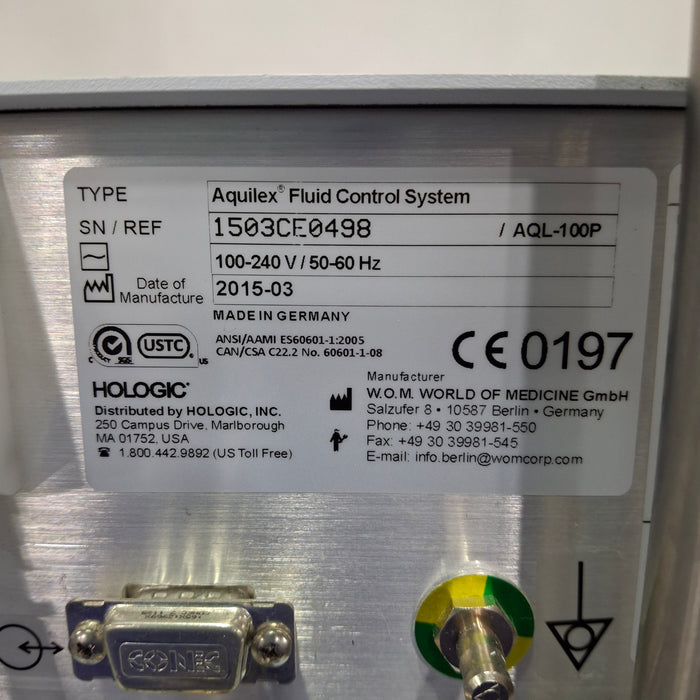 TYPE Aquilex® Fluid Control System
SN / REF 1503CE0498 / AQL-100P
100-240 V / 50-60 Hz
Date of
Manufacture 2015-03
MADE IN GERMANY
ANSI/AAMI ES60601-1:2005
CAN/CSA C22.2 No. 60601-1-08
USTC
C US
CE 0197
HOLOGIC®
Distributed by HOLOGIC, INC.
250 Campus Drive, Marlborough
MA 01752, USA
☎ 1.800.442.9892 (US Toll Free)
Manufacturer
W.O.M. WORLD OF MEDICINE GmbH
Salzufer 8 • 10587 Berlin • Germany
Phone: +49 30 39981-550
Fax: +49 30 39981-545
E-mail: info.berlin@womcorp.com
CONEC